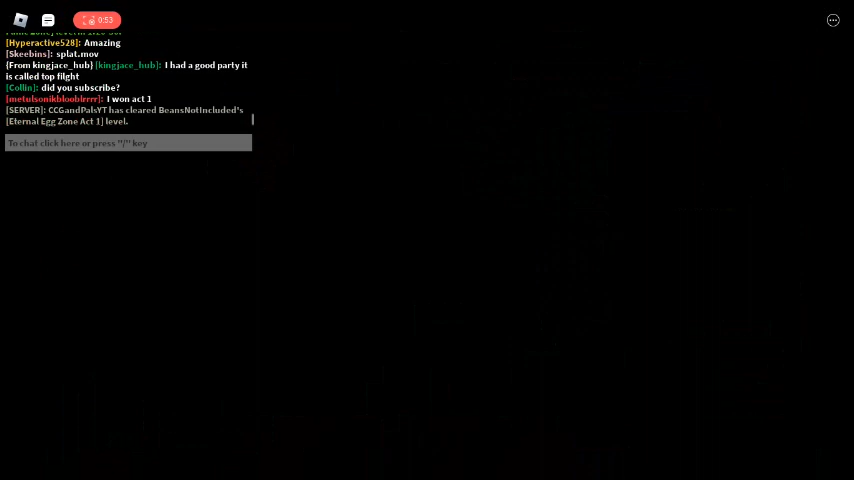 0:53
[Hyperactive528]: Amazing
[Skeebins]: splat.mov
{From kingjace_hub} [kingjace_hub]: I had a good party it
is called top filght
[Collin]: did you subscribe?
[metulsonikblooblrrrr]: I won act 1
[SERVER]: CCGandPalsYT has cleared BeansNotIncluded's
[Eternal Egg Zone Act 1] level.
To chat click here or press "/" key